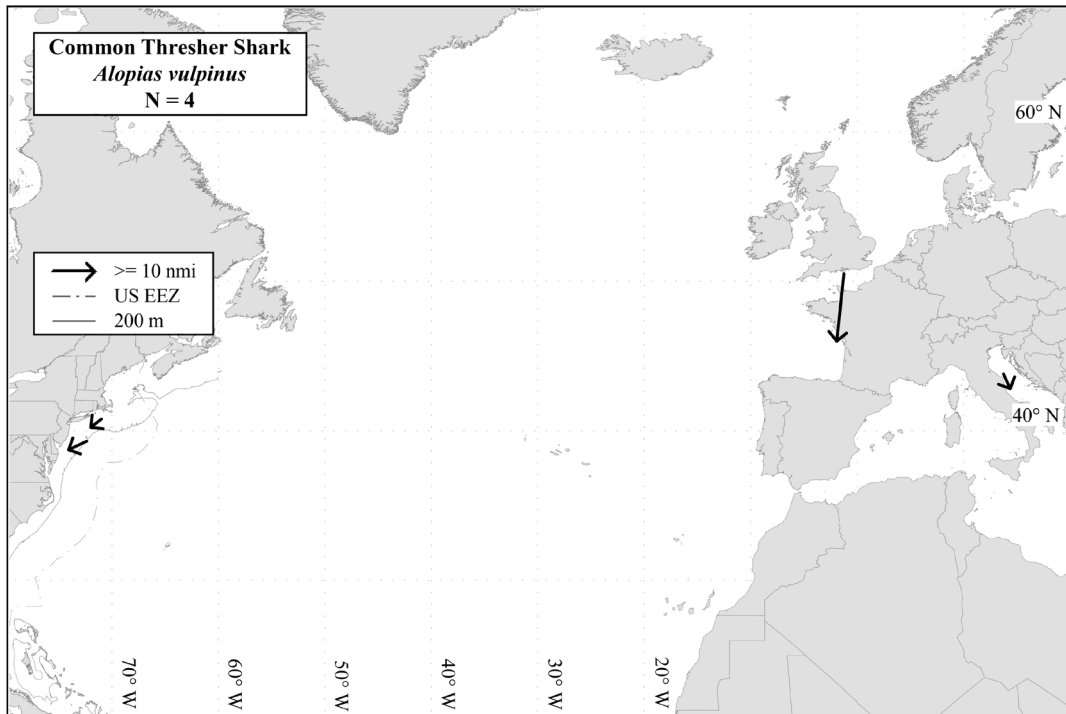 Common Thresher Shark
Alopias vulpinus
N = 4
60° N
>= 10 nmi
US EEZ
200 m
40° N
70° W
60° W
50° W
40° W
30° W
20° W